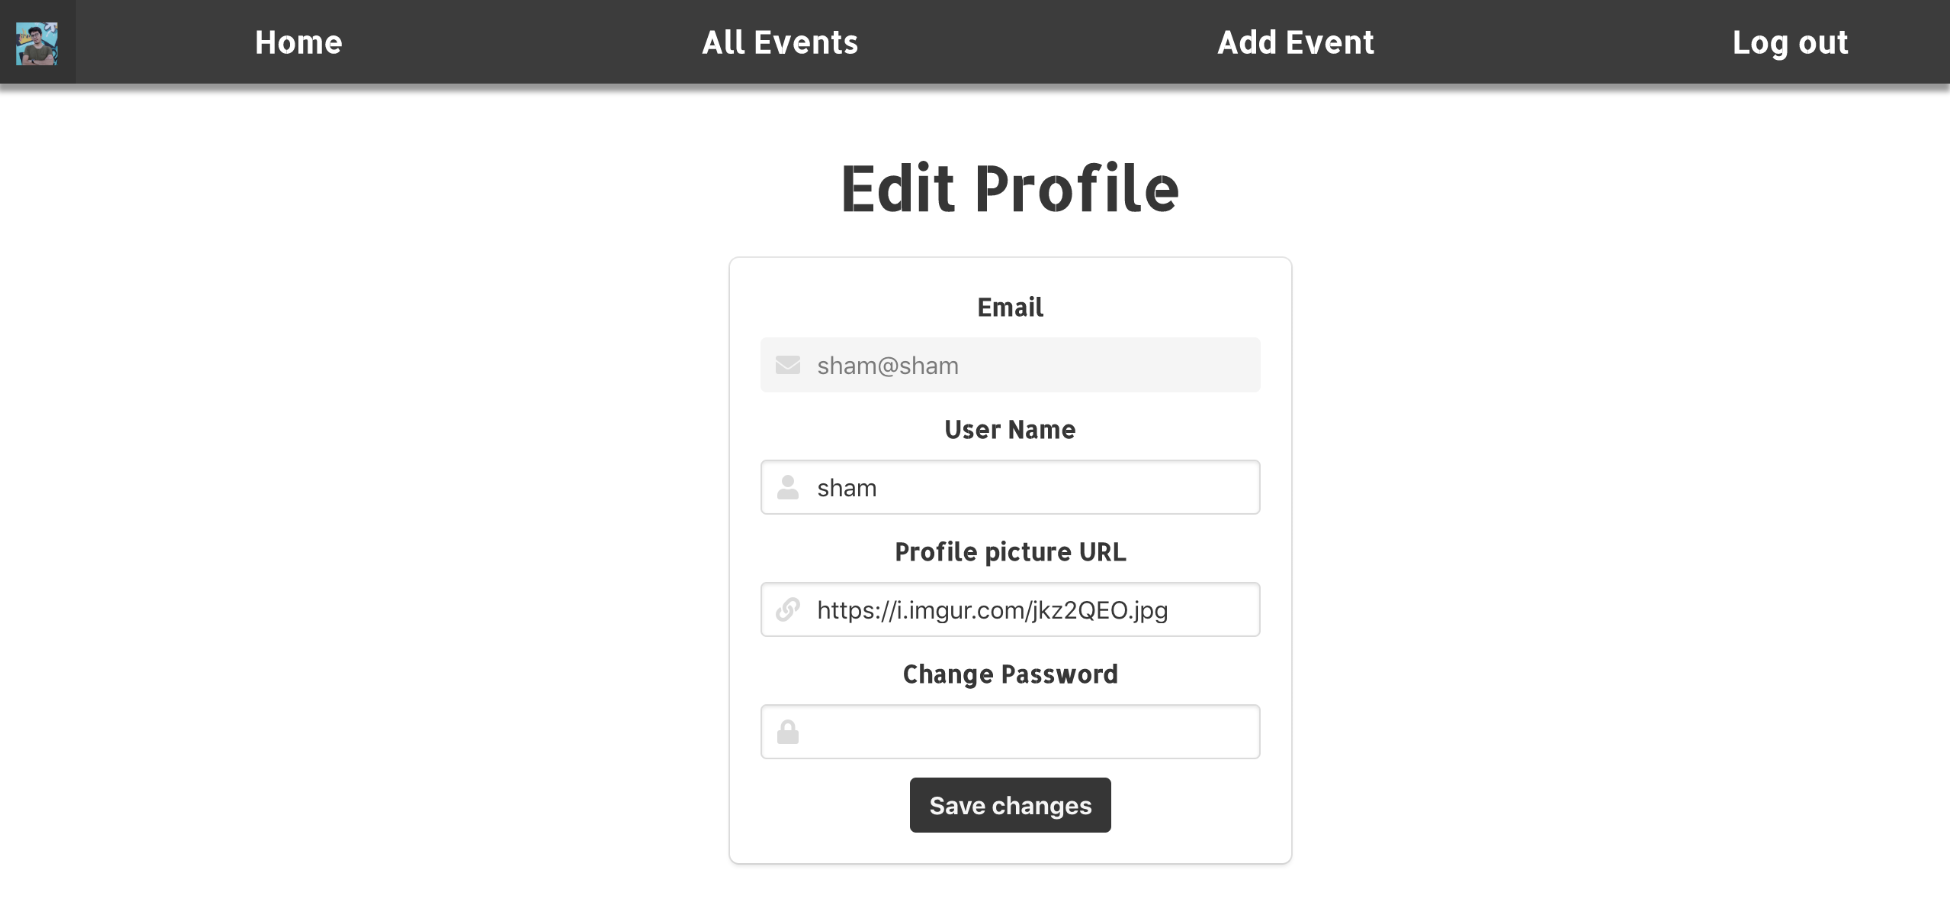 Home
All Events
Add Event
Log out
Edit Profile
Email
sham@sham
User Name
sham
Profile picture URL
https://i.imgur.com/jkz2QEO.jpg
Change Password
Save changes